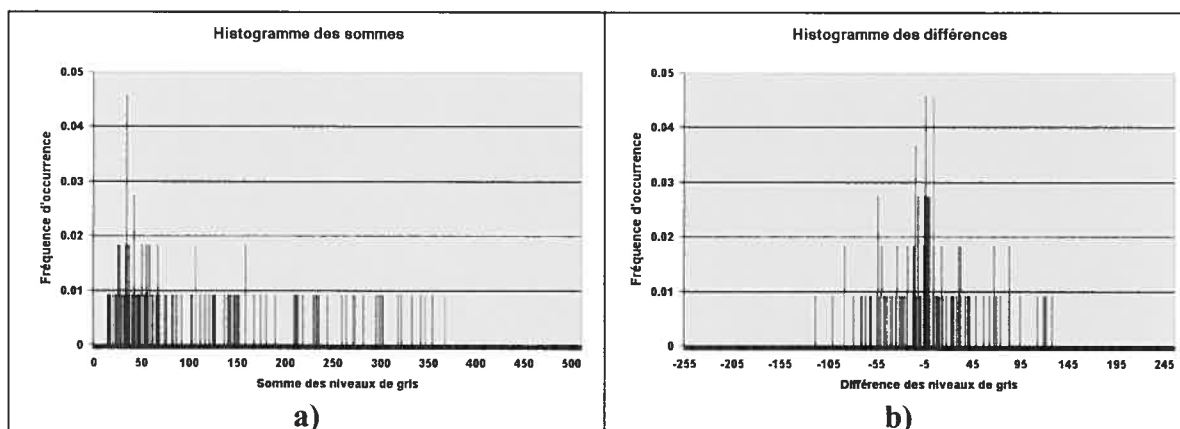 Histogramme des sommes
Fréquence d'occurrence
0.05
0.04
0.03
0.02
0.01
0
0 50 100 150 200 250 300 350 400 450 500
Somme des niveaux de gris
a)
Histogramme des différences
Fréquence d'occurrence
0.05
0.04
0.03
0.02
0.01
0
-255 -205 -155 -105 -55 -5 45 95 145 195 245
Différence des niveaux de gris
b)